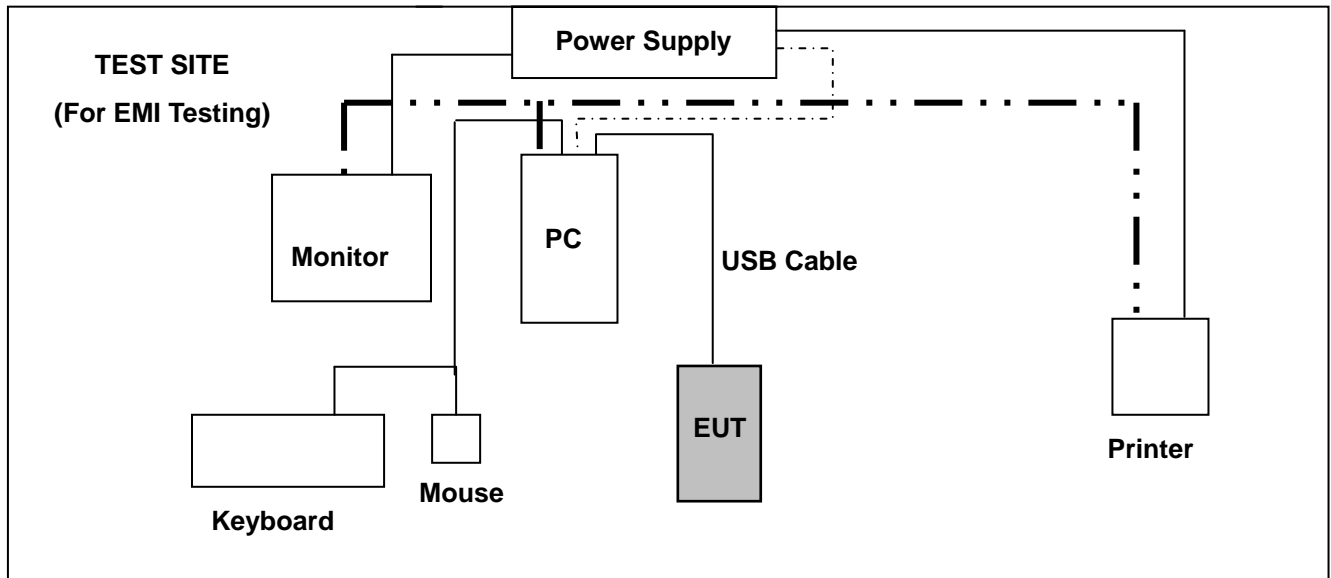 Power Supply
TEST SITE
(For EMI Testing)
Monitor
PC
USB Cable
EUT
Printer
Mouse
Keyboard